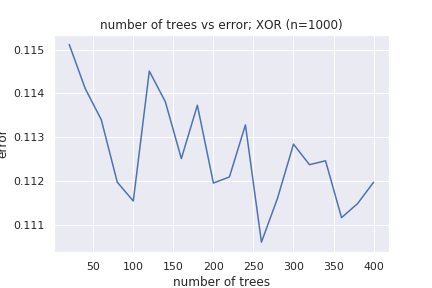 number of trees vs error; XOR (n=1000)
0.115
0.114
0.113
0.112
0.111
error
50 100 150 200 250 300 350 400
number of trees